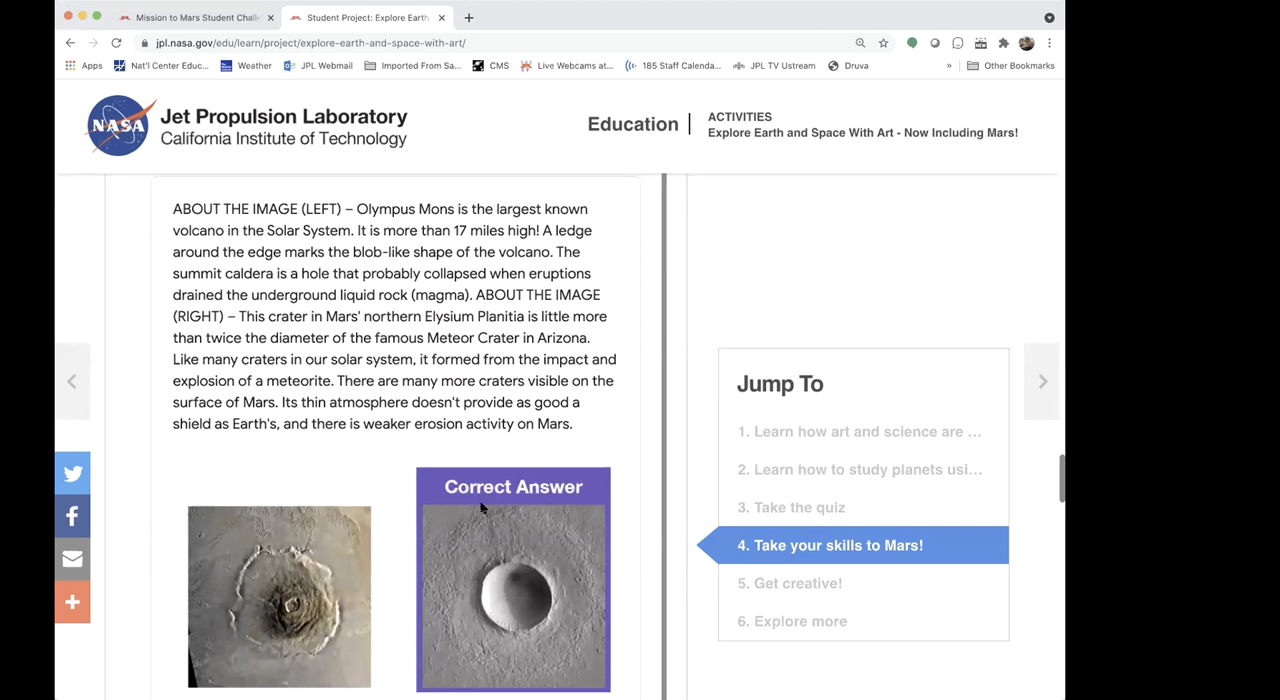 Mission to Mars Student Chall
Student Project: Explore Earth
jpl.nasa.gov/edu/learn/project/explore-earth-and-space-with-art/
Apps
Nat'l Center Educ...
Weather
JPL Webmail
Imported From Sa...
CMS
Live Webcams at...
185 Staff Calenda...
JPL TV Ustream
Druva
»
Other Bookmarks
NASA
Jet Propulsion Laboratory
California Institute of Technology
Education
ACTIVITIES
Explore Earth and Space With Art - Now Including Mars!
ABOUT THE IMAGE (LEFT) – Olympus Mons is the largest known
volcano in the Solar System. It is more than 17 miles high! A ledge
around the edge marks the blob-like shape of the volcano. The
summit caldera is a hole that probably collapsed when eruptions
drained the underground liquid rock (magma). ABOUT THE IMAGE
(RIGHT) – This crater in Mars' northern Elysium Planitia is little more
than twice the diameter of the famous Meteor Crater in Arizona.
Like many craters in our solar system, it formed from the impact and
explosion of a meteorite. There are many more craters visible on the
surface of Mars. Its thin atmosphere doesn't provide as good a
shield as Earth's, and there is weaker erosion activity on Mars.
Correct Answer
Jump To
1. Learn how art and science are ...
2. Learn how to study planets usi...
3. Take the quiz
4. Take your skills to Mars!
5. Get creative!
6. Explore more